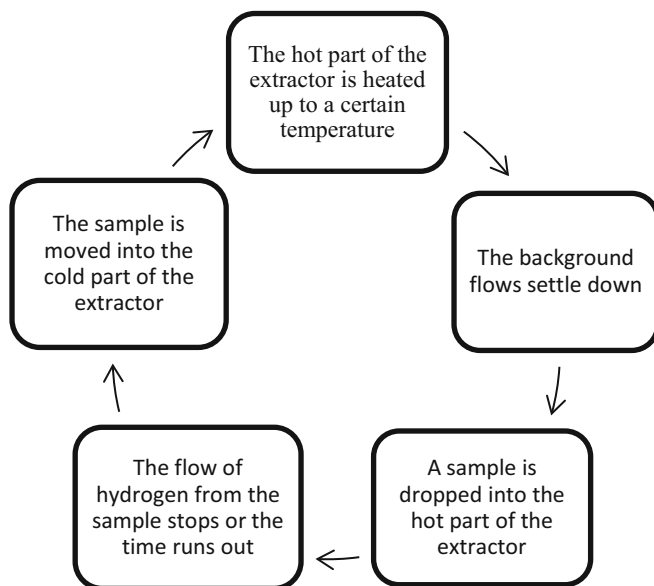 The hot part of the
extractor is heated
up to a certain
temperature
The background
flows settle down
A sample is
dropped into the
hot part of the
extractor
The flow of
hydrogen from the
sample stops or the
time runs out
The sample is
moved into the
cold part of the
extractor